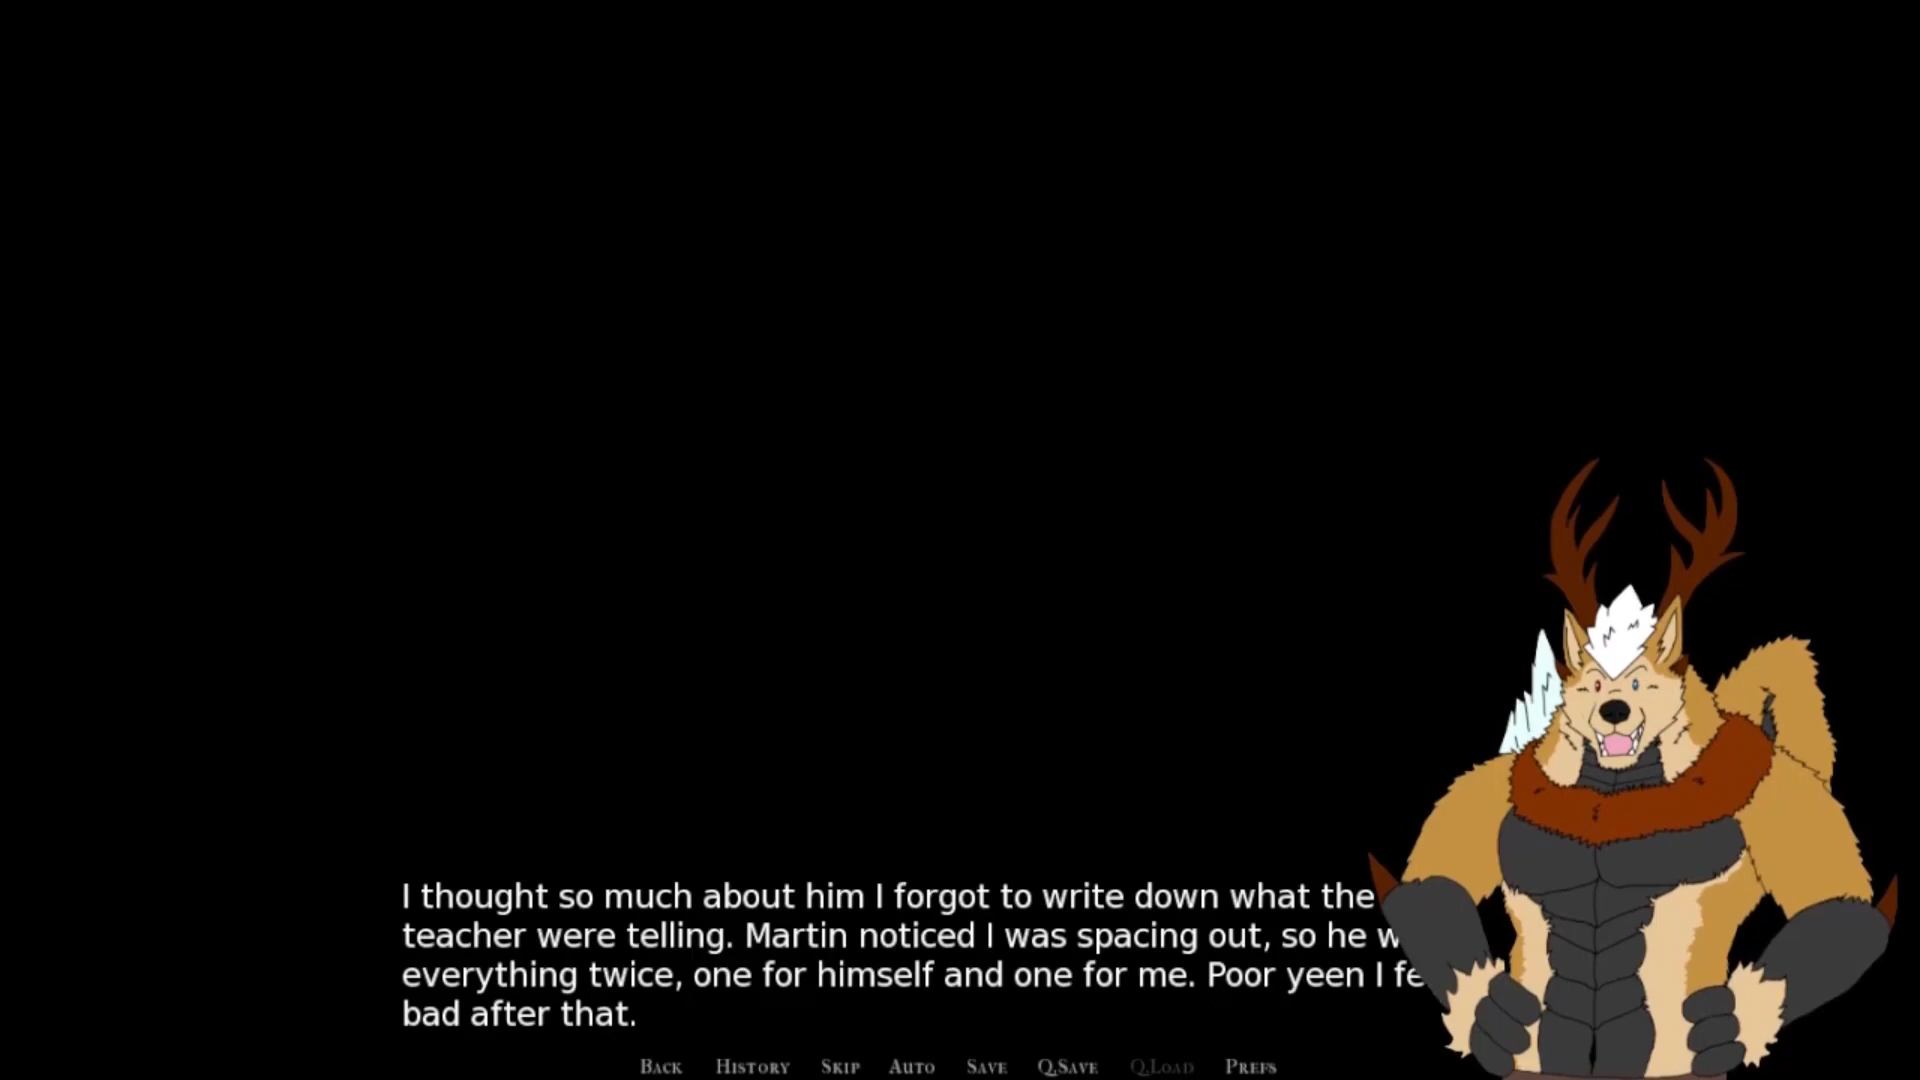 I thought so much about him I forgot to write down what the
teacher were telling. Martin noticed I was spacing out, so he
everything twice, one for himself and one for me. Poor yeen I
bad after that.
Back History Skip Auto Save Q.Save Q.Load Prefs